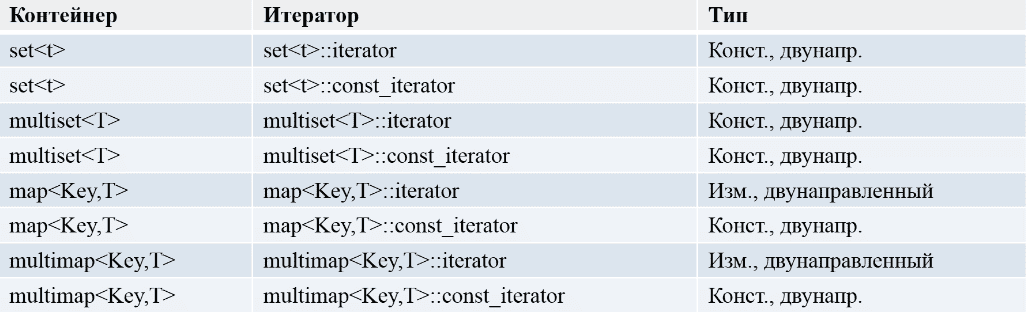 Контейнер Итератор Тип
set<t> set<t>::iterator Конст., двунапр.
set<t> set<t>::const_iterator Конст., двунапр.
multiset<T> multiset<T>::iterator Конст., двунапр.
multiset<T> multiset<T>::const_iterator Конст., двунапр.
map<Key,T> map<Key,T>::iterator Изм., двунаправленный
map<Key,T> map<Key,T>::const_iterator Конст., двунапр.
multimap<Key,T> multimap<Key,T>::iterator Изм., двунаправленный
multimap<Key,T> multimap<Key,T>::const_iterator Конст., двунапр.